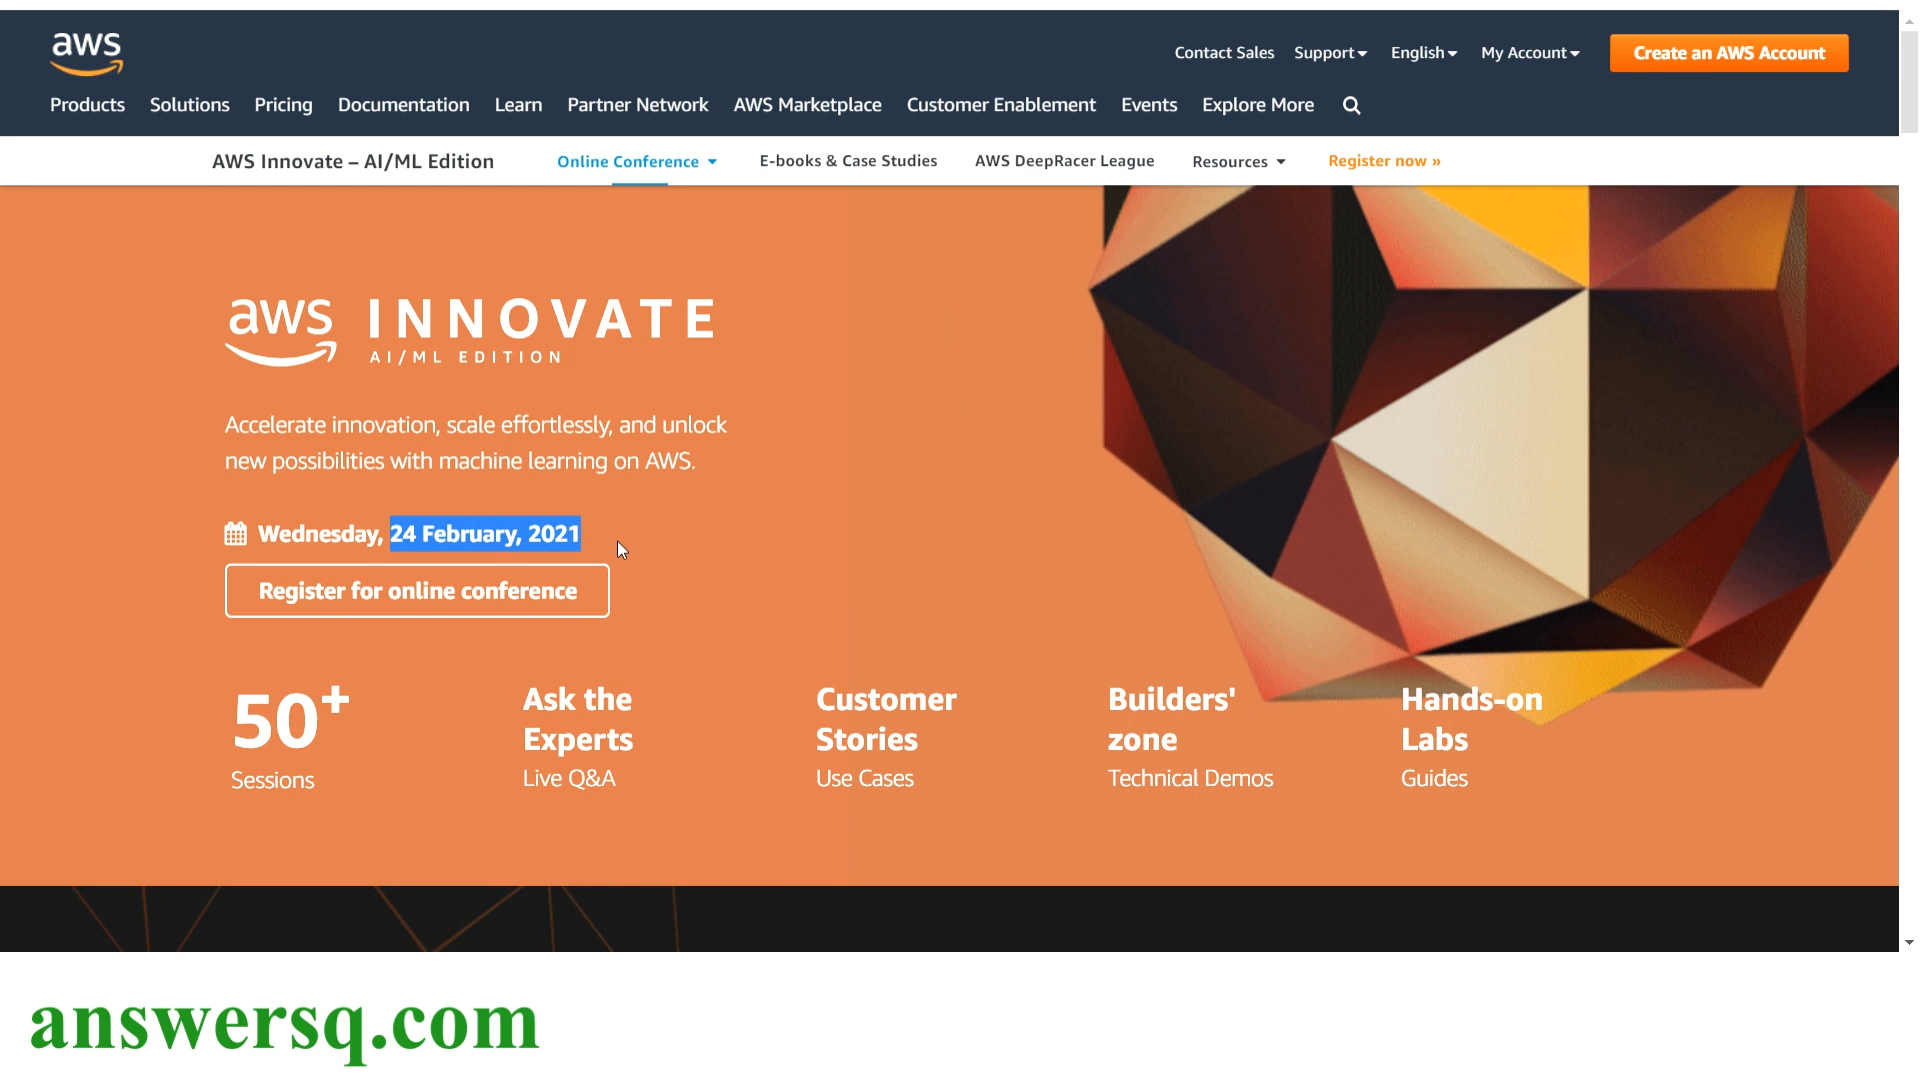 aws
Contact Sales Support English My Account Create an AWS Account
Products Solutions Pricing Documentation Learn Partner Network AWS Marketplace Customer Enablement Events Explore More
AWS Innovate – AI/ML Edition Online Conference E-books & Case Studies AWS DeepRacer League Resources Register now »
aws INNOVATE
AI/ML EDITION
Accelerate innovation, scale effortlessly, and unlock
new possibilities with machine learning on AWS.
Wednesday, 24 February, 2021
Register for online conference
50+
Sessions
Ask the
Experts
Live Q&A
Customer
Stories
Use Cases
Builders'
zone
Technical Demos
Hands-on
Labs
Guides
answersq.com